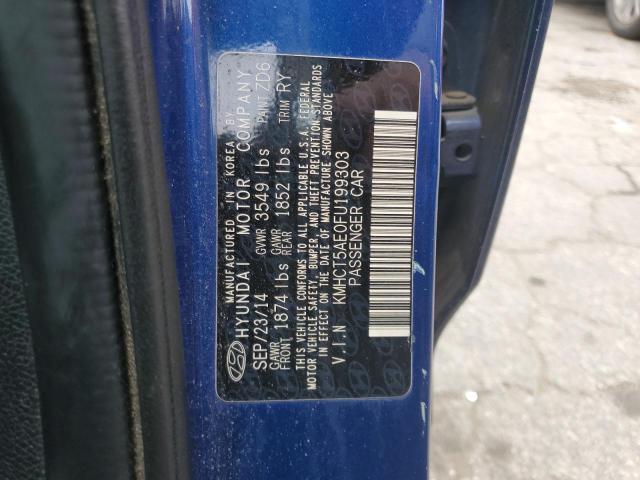 MANUFACTURED IN KOREA BY
HYUNDAI MOTOR COMPANY
SEP/23/14 GVWR 3549 lbs PAINT ZD6
GAWR FRONT 1874 lbs GAWR REAR 1852 lbs TRIM RY
THIS VEHICLE CONFORMS TO ALL APPLICABLE U.S.A. FEDERAL
MOTOR VEHICLE SAFETY, BUMPER, AND THEFT PREVENTION STANDARDS
IN EFFECT ON THE DATE OF MANUFACTURE SHOWN ABOVE.
V.I.N KMHCT5AE0FU199303
PASSENGER CAR